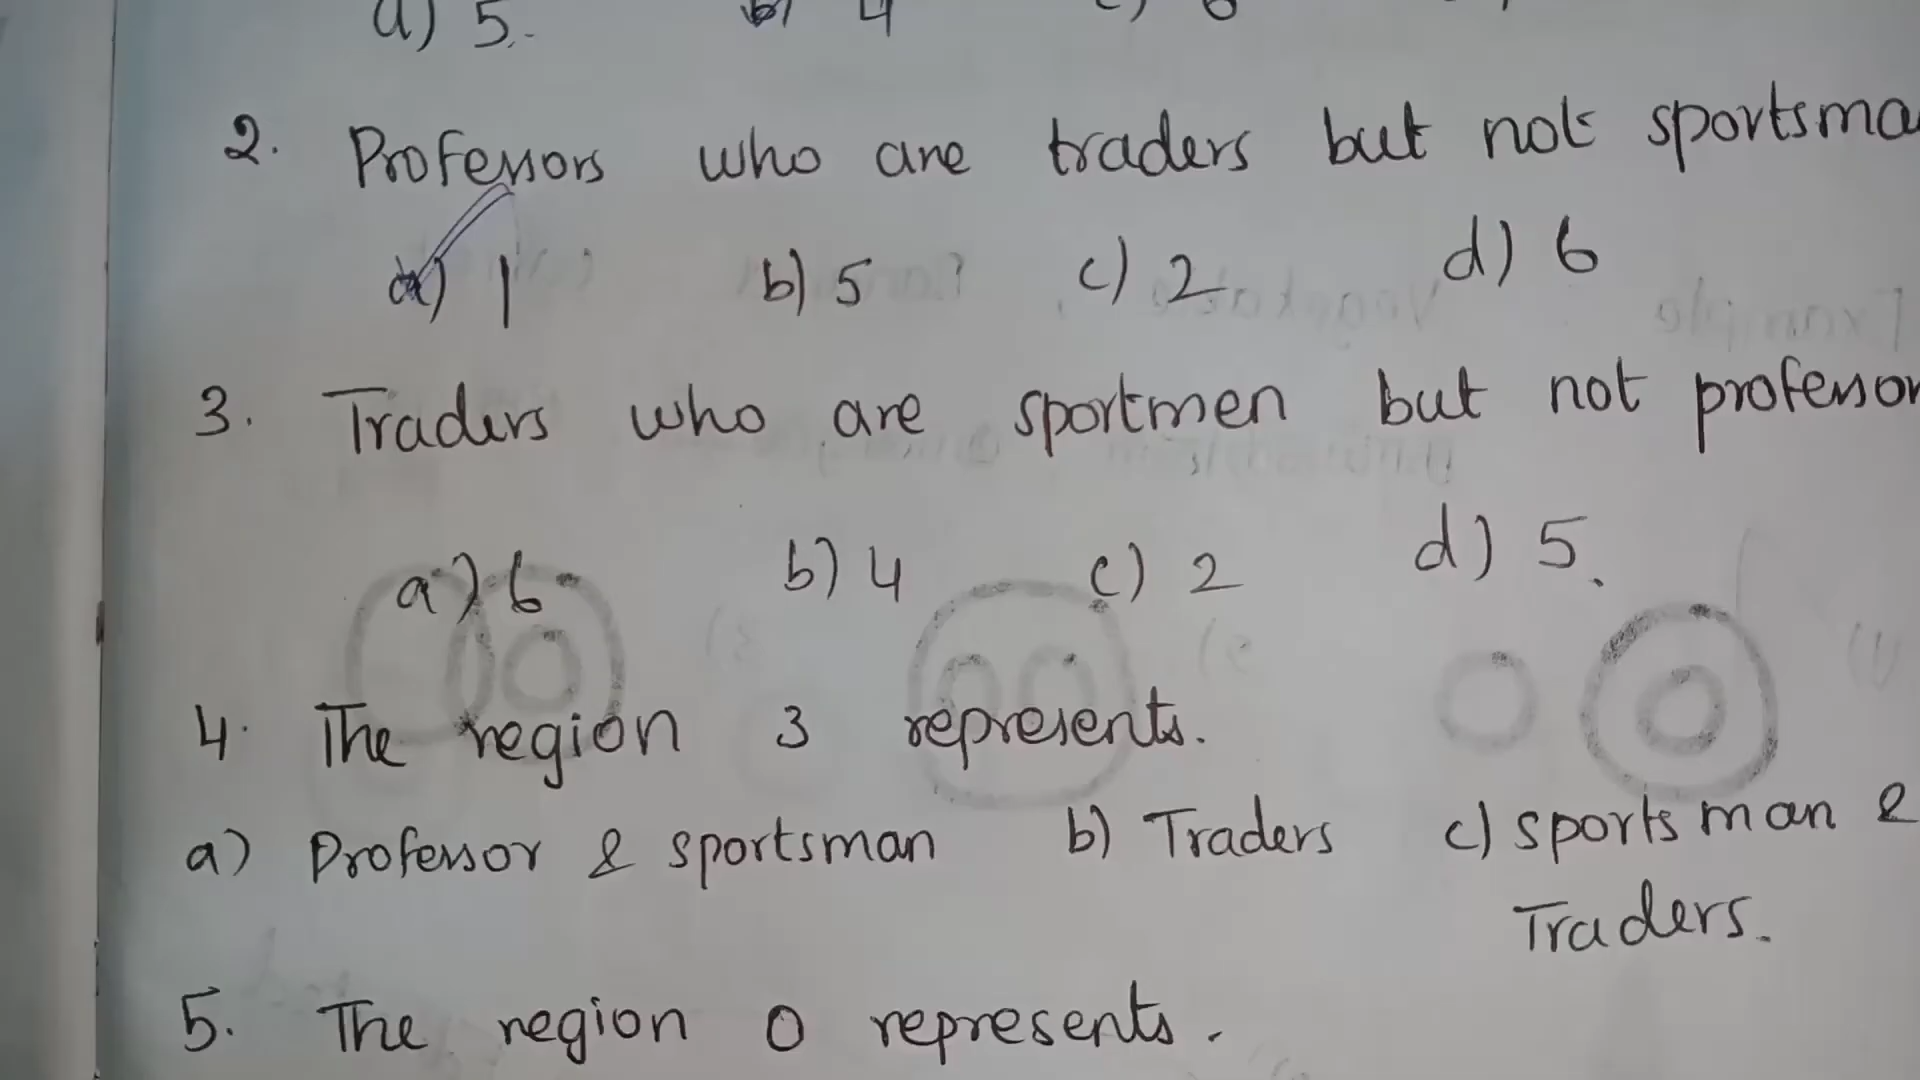 a) 5. b) 4 c) 6
2. Professors who are traders but not sportsma
a) 1 b) 5 c) 2 d) 6
3. Traders who are sportmen but not professor
a) 6 b) 4 c) 2 d) 5.
4. The region 3 represents.
a) Professor & sportsman b) Traders c) sportsman &
Traders.
5. The region 0 represents.